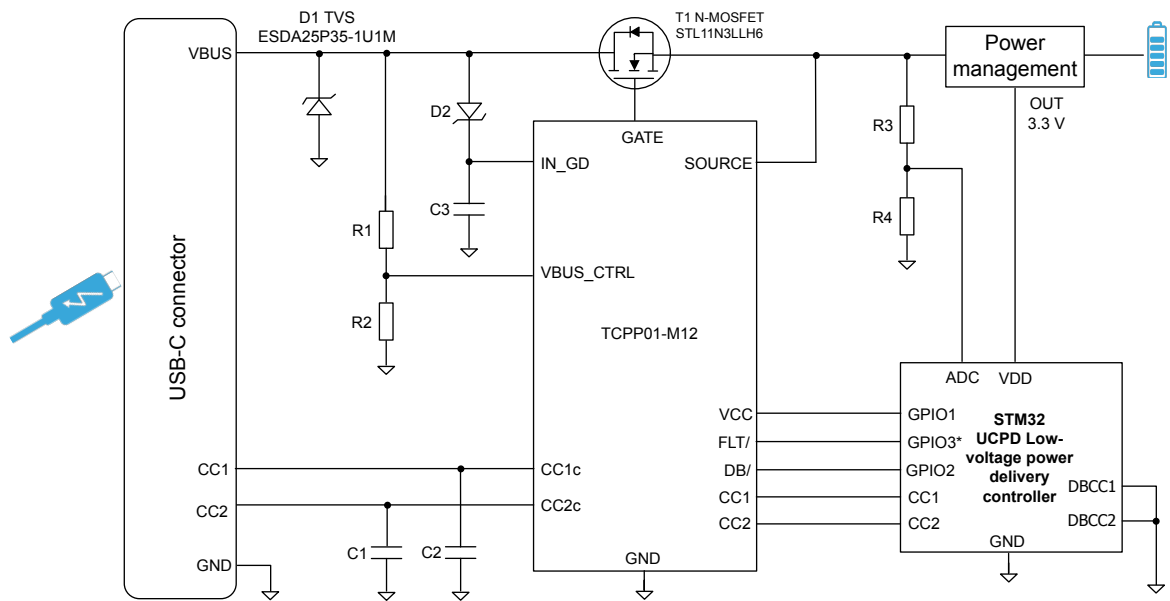 D1 TVS
ESDA25P35-1U1M
T1 N-MOSFET
STL11N3LLH6
VBUS
Power
management
OUT
3.3 V
D2
GATE
R3
IN_GD
SOURCE
C3
R4
R1
VBUS_CTRL
R2
TCPP01-M12
USB-C connector
ADC
VDD
VCC
GPIO1
STM32
UCPD Low-
voltage power
delivery
controller
FLT/
GPIO3*
CC1
CC1c
DB/
GPIO2
CC2
CC2c
CC1
CC1
DBCC1
CC2
CC2
DBCC2
C1
C2
GND
GND
GND